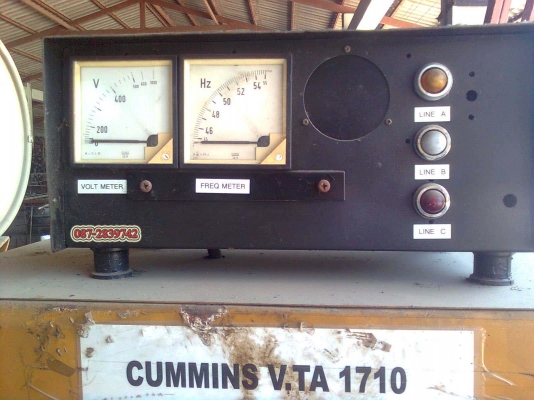 V
400
200
0
Hz
54
52
50
48
46
LINE A
LINE B
LINE C
VOLT METER
FREQ METER
087-2839742
CUMMINS V.TA 1710